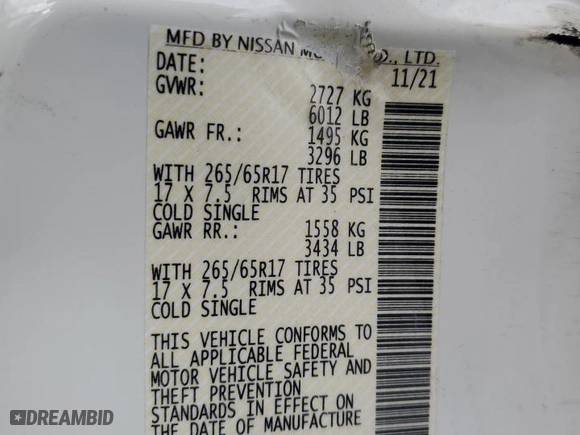 MFD BY NISSAN MO O., LTD.
DATE: 11/21
GVWR: 2727 KG
6012 LB
GAWR FR.: 1495 KG
3296 LB
WITH 265/65R17 TIRES
17 X 7.5 RIMS AT 35 PSI
COLD SINGLE
GAWR RR.: 1558 KG
3434 LB
WITH 265/65R17 TIRES
17 X 7.5 RIMS AT 35 PSI
COLD SINGLE
THIS VEHICLE CONFORMS TO
ALL APPLICABLE FEDERAL
MOTOR VEHICLE SAFETY AND
THEFT PREVENTION
STANDARDS IN EFFECT ON
THE DATE OF MANUFACTURE
DREAMBID